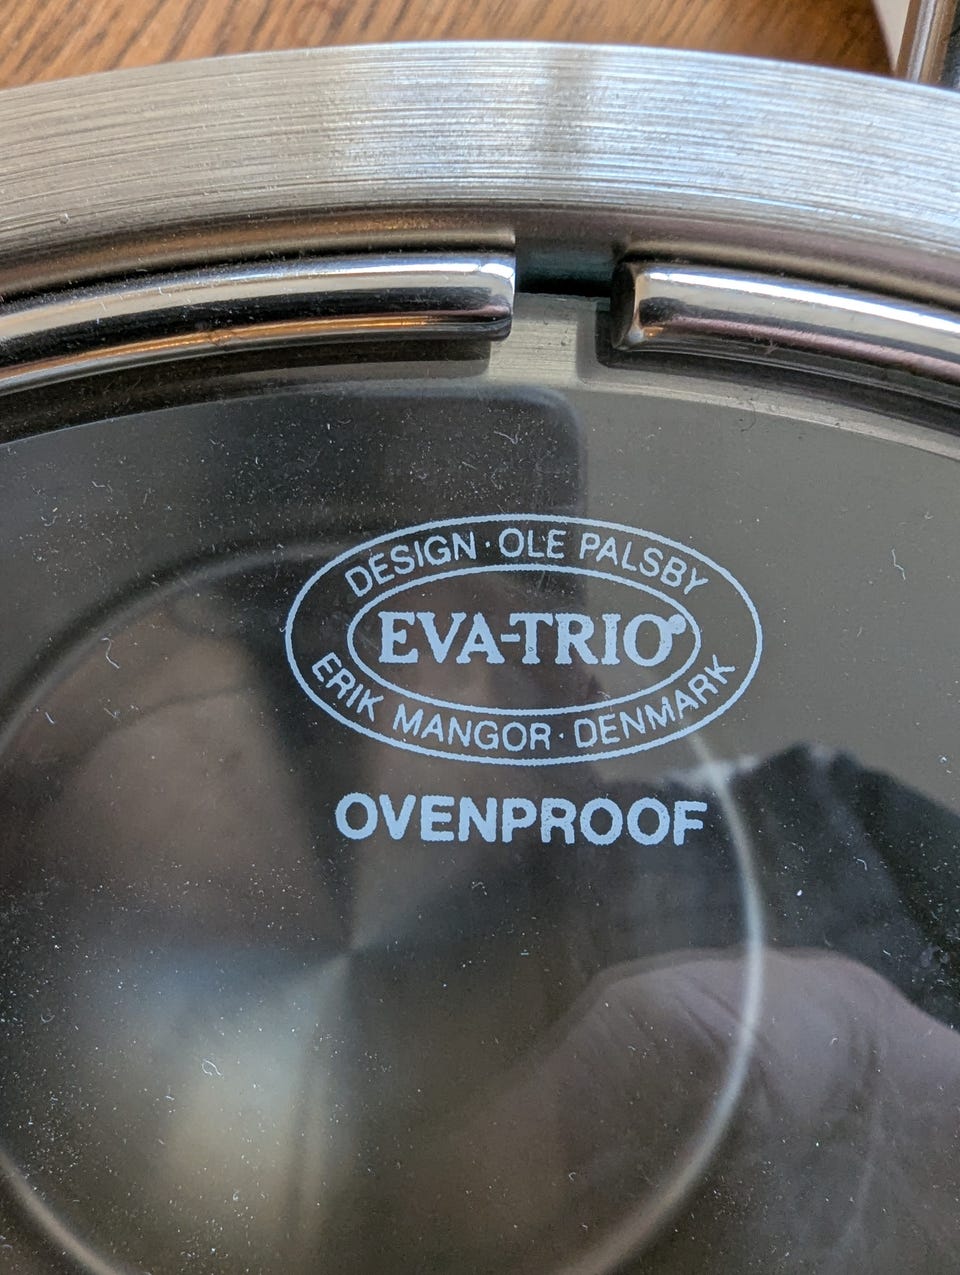 DESIGN · OLE PALSBY
EVA-TRIO
ERIK MANGOR · DENMARK
OVENPROOF